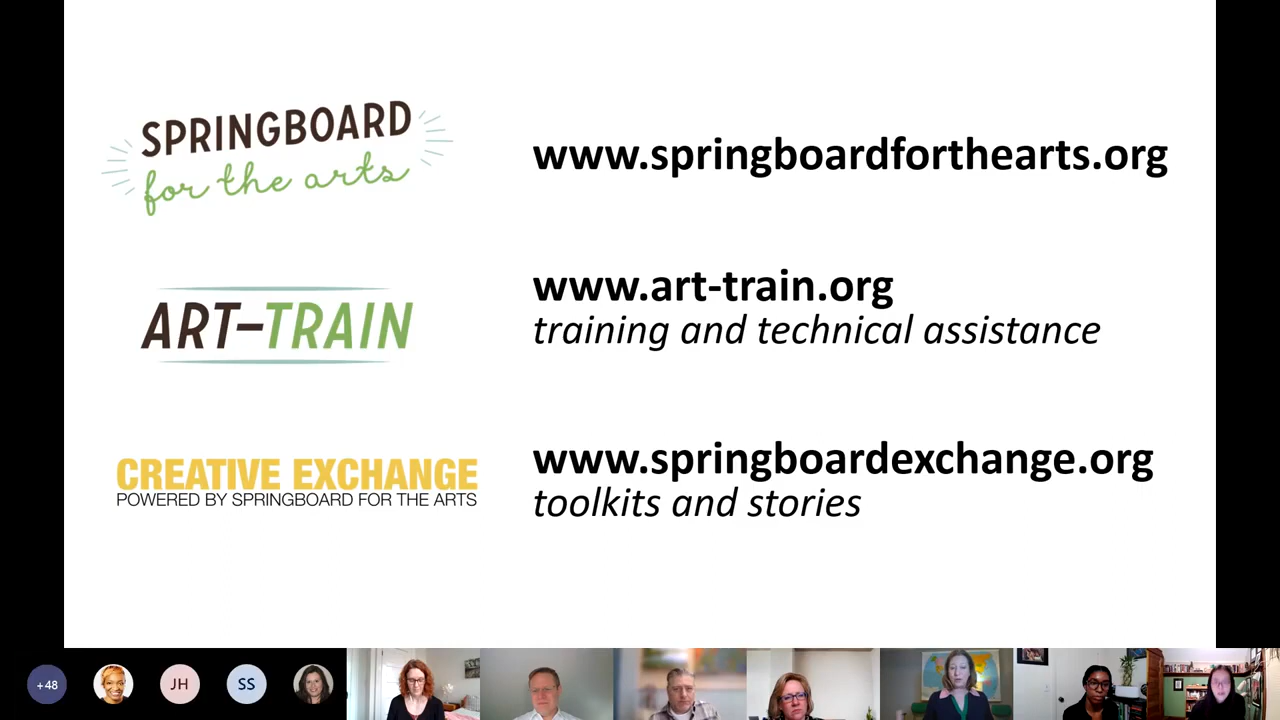 SPRINGBOARD
for the arts
www.springboardforthearts.org
ART-TRAIN
www.art-train.org
training and technical assistance
CREATIVE EXCHANGE
POWERED BY SPRINGBOARD FOR THE ARTS
www.springboardexchange.org
toolkits and stories
+48
JH
SS